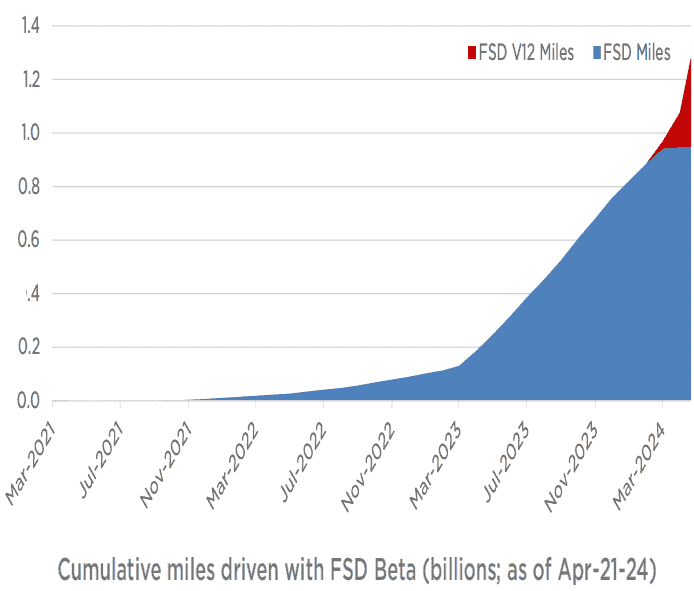 1.4
FSD V12 Miles FSD Miles
1.2
1.0
0.8
0.6
.4
0.2
0.0
Mar-2021 Jul-2021 Nov-2021 Mar-2022 Jul-2022 Nov-2022 Mar-2023 Jul-2023 Nov-2023 Mar-2024
Cumulative miles driven with FSD Beta (billions; as of Apr-21-24)